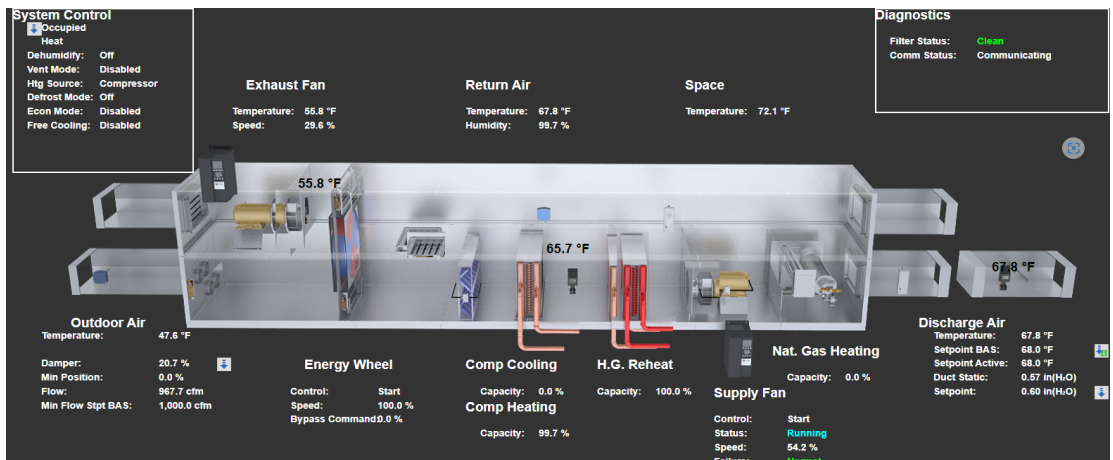 System Control
Occupied
Heat
Dehumidify: Off
Vent Mode: Disabled
Htg Source: Compressor
Defrost Mode: Off
Econ Mode: Disabled
Free Cooling: Disabled
Diagnostics
Filter Status: Clean
Comm Status: Communicating
Exhaust Fan
Temperature: 55.8 °F
Speed: 29.6 %
Return Air
Temperature: 67.8 °F
Humidity: 99.7 %
Space
Temperature: 72.1 °F
55.8 °F
65.7 °F
67.8 °F
Outdoor Air
Temperature: 47.6 °F
Damper: 20.7 %
Min Position: 0.0 %
Flow: 967.7 cfm
Min Flow Stpt BAS: 1,000.0 cfm
Energy Wheel
Control: Start
Speed: 100.0 %
Bypass Command: 0.0 %
Comp Cooling
Capacity: 0.0 %
Comp Heating
Capacity: 99.7 %
H.G. Reheat
Capacity: 100.0 %
Nat. Gas Heating
Capacity: 0.0 %
Supply Fan
Control: Start
Status: Running
Speed: 54.2 %
Failure: Normal
Discharge Air
Temperature: 67.8 °F
Setpoint BAS: 68.0 °F
Setpoint Active: 68.0 °F
Duct Static: 0.57 in(H₂O)
Setpoint: 0.60 in(H₂O)